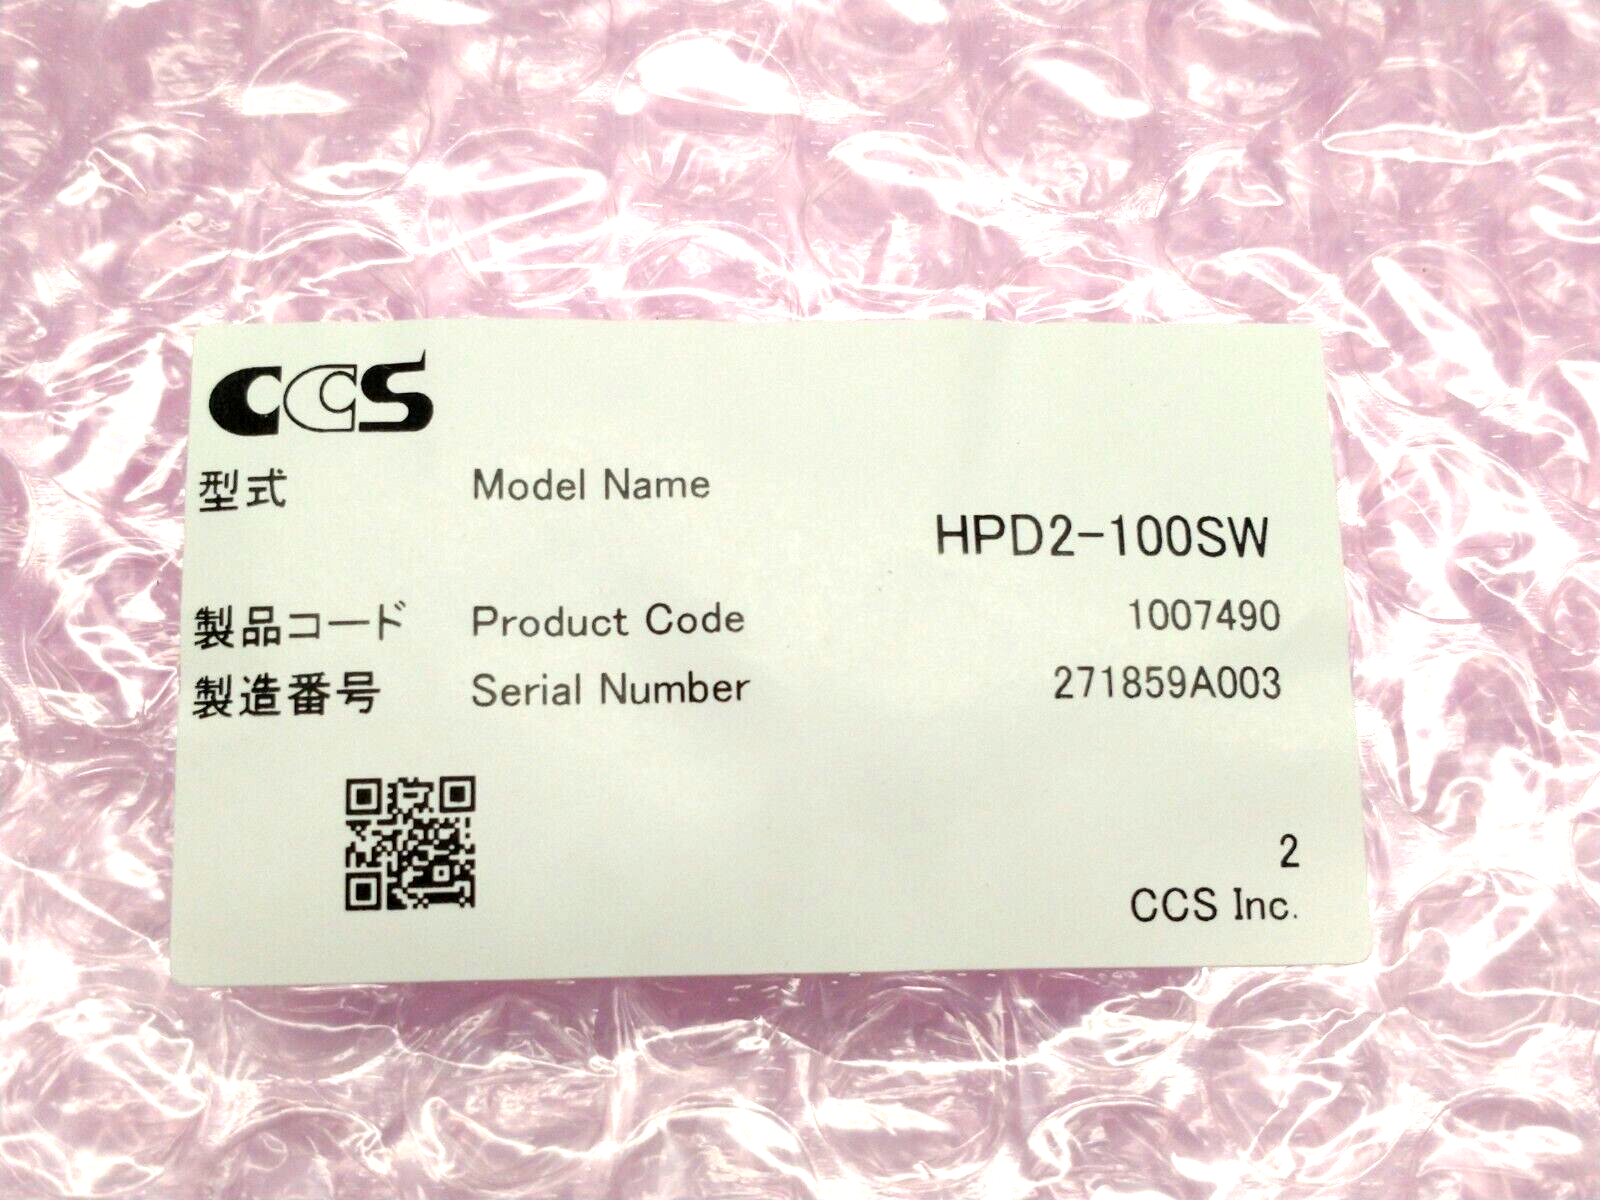 CCS
型式 Model Name
HPD2-100SW
製品コード Product Code 1007490
製造番号 Serial Number 271859A003
2
CCS Inc.